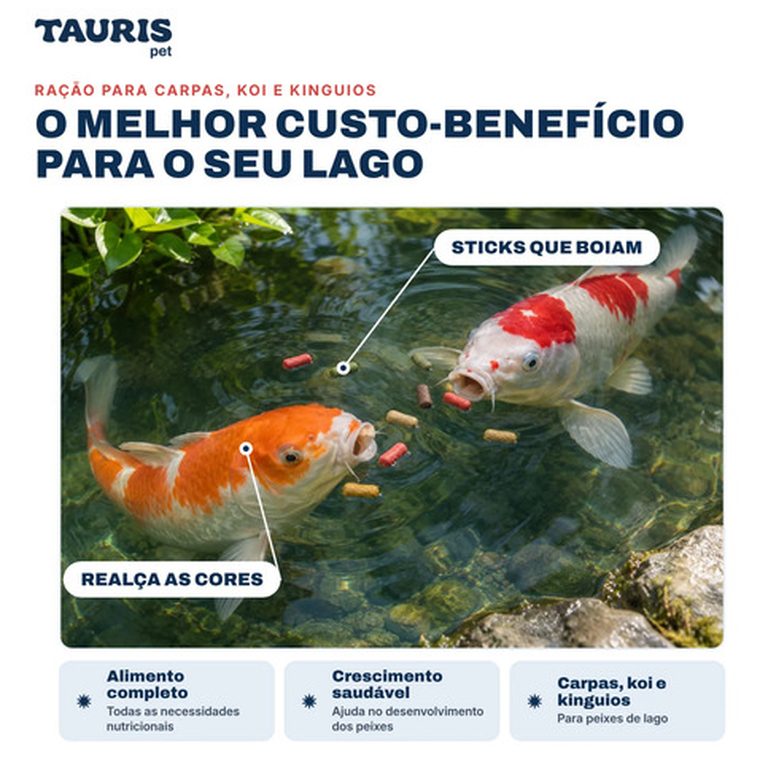 TAURIS
pet
RAÇÃO PARA CARPAS, KOI E KINGUIOS
O MELHOR CUSTO-BENEFÍCIO
PARA O SEU LAGO
STICKS QUE BOIAM
REALÇA AS CORES
Alimento
completo
Todas as necessidades
nutricionais
Crescimento
saudável
Ajuda no desenvolvimento
dos peixes
Carpas, koi e
kinguios
Para peixes de lago